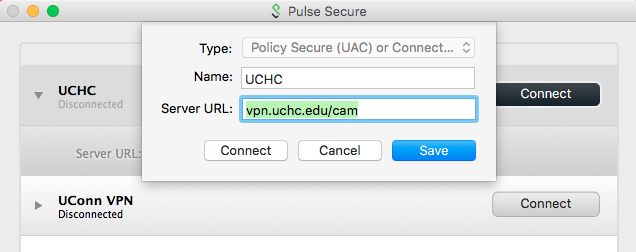 Pulse Secure
Type: Policy Secure (UAC) or Connect...
Name: UCHC
Server URL: vpn.uchc.edu/cam
Connect Cancel Save
UCHC
Disconnected
Connect
Server URL:
UConn VPN
Disconnected
Connect